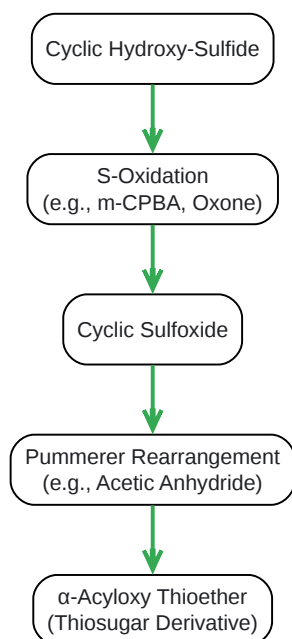 Cyclic Hydroxy-Sulfide
S-Oxidation
(e.g., m-CPBA, Oxone)
Cyclic Sulfoxide
Pummerer Rearrangement
(e.g., Acetic Anhydride)
α-Acyloxy Thioether
(Thiosugar Derivative)